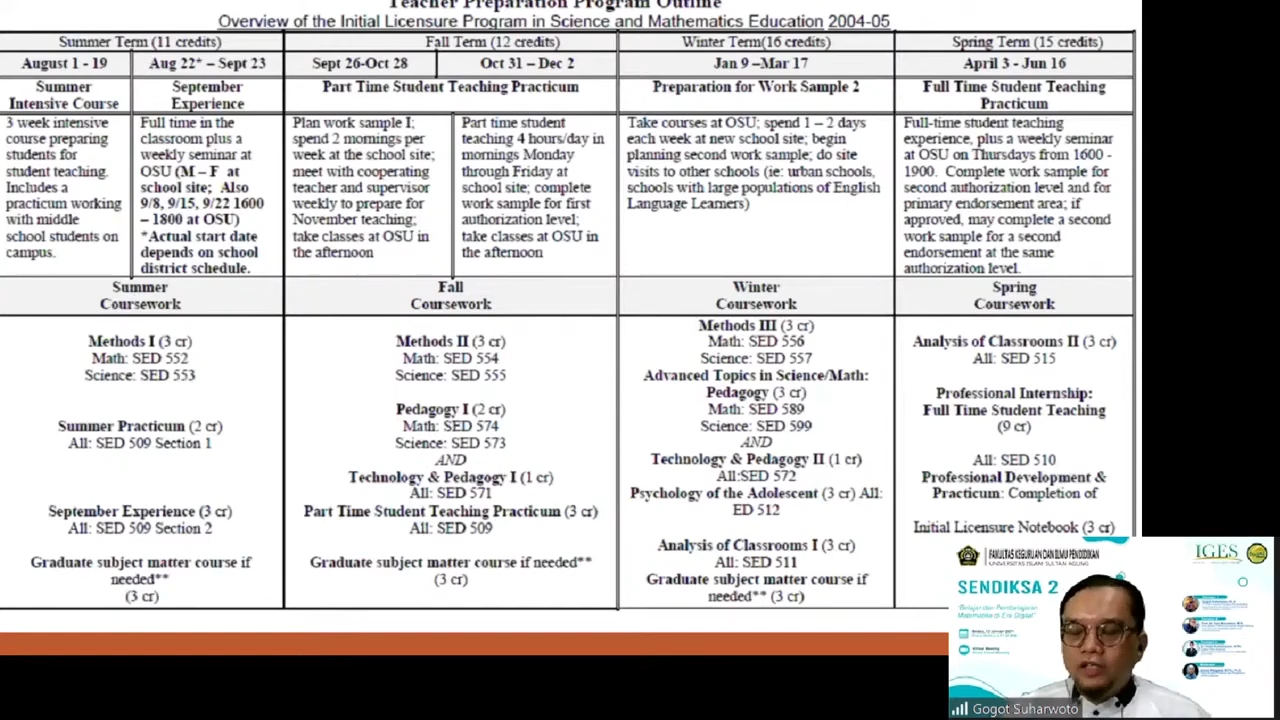 Teacher Preparation Program Outline
Overview of the Initial Licensure Program in Science and Mathematics Education 2004-05
Summer Term (11 credits)
Fall Term (12 credits)
Winter Term(16 credits)
Spring Term (15 credits)
August 1 - 19
Aug 22* – Sept 23
Sept 26-Oct 28
Oct 31 – Dec 2
Jan 9 –Mar 17
April 3 - Jun 16
Summer
Intensive Course
September
Experience
Part Time Student Teaching Practicum
Preparation for Work Sample 2
Full Time Student Teaching
Practicum
3 week intensive
course preparing
students for
student teaching.
Includes a
practicum working
with middle
school students on
campus.
Full time in the
classroom plus a
weekly seminar at
OSU (M – F at
school site; Also
9/8, 9/15, 9/22 1600
– 1800 at OSU)
*Actual start date
depends on school
district schedule.
Plan work sample I;
spend 2 mornings per
week at the school site;
meet with cooperating
teacher and supervisor
weekly to prepare for
November teaching;
take classes at OSU in
the afternoon
Part time student
teaching 4 hours/day in
mornings Monday
through Friday at
school site; complete
work sample for first
authorization level;
take classes at OSU in
the afternoon
Take courses at OSU; spend 1 – 2 days
each week at new school site; begin
planning second work sample; do site
visits to other schools (ie: urban schools,
schools with large populations of English
Language Learners)
Full-time student teaching
experience, plus a weekly seminar
at OSU on Thursdays from 1600 -
1900. Complete work sample for
second authorization level and for
primary endorsement area; if
approved, may complete a second
work sample for a second
endorsement at the same
authorization level.
Summer
Coursework
Fall
Coursework
Winter
Coursework
Spring
Coursework
Methods I (3 cr)
Math: SED 552
Science: SED 553
Summer Practicum (2 cr)
All: SED 509 Section 1
September Experience (3 cr)
All: SED 509 Section 2
Graduate subject matter course if
needed**
(3 cr)
Methods II (3 cr)
Math: SED 554
Science: SED 555
Pedagogy I (2 cr)
Math: SED 574
Science: SED 573
AND
Technology & Pedagogy I (1 cr)
All: SED 571
Part Time Student Teaching Practicum (3 cr)
All: SED 509
Graduate subject matter course if needed**
(3 cr)
Methods III (3 cr)
Math: SED 556
Science: SED 557
Advanced Topics in Science/Math:
Pedagogy (3 cr)
Math: SED 589
Science: SED 599
AND
Technology & Pedagogy II (1 cr)
All:SED 572
Psychology of the Adolescent (3 cr) All:
ED 512
Analysis of Classrooms I (3 cr)
All: SED 511
Graduate subject matter course if
needed** (3 cr)
Analysis of Classrooms II (3 cr)
All: SED 515
Professional Internship:
Full Time Student Teaching
(9 cr)
All: SED 510
Professional Development &
Practicum: Completion of
Initial Licensure Notebook (3 cr)
FAKULTAS KEGURUAN DAN ILMU PENDIDIKAN
UNIVERSITAS ISLAM SULTAN AGUNG
IGES
SENDIKSA 2
"Belajar dan Pembelajaran
Matematika di Era Digital"
Gogot Suharwoto